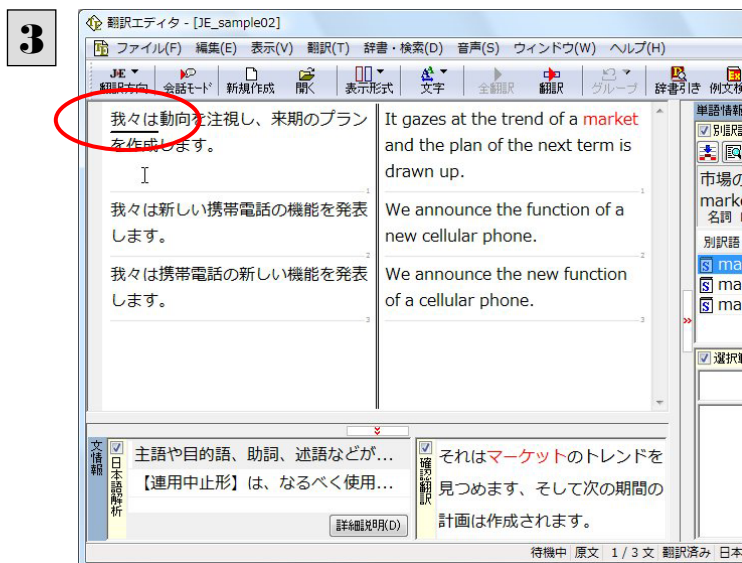 3
翻訳エディタ - [JE_sample02]
ファイル(F) 編集(E) 表示(V) 翻訳(T) 辞書・検索(D) 音声(S) ウィンドウ(W) ヘルプ(H)
JE
翻訳方向 会話モード 新規作成 開く 表示形式 文字 全翻訳 翻訳 グループ 辞書引き 例文検
我々は動向を注視し、来期のプラン
を作成します。
1
It gazes at the trend of a market
and the plan of the next term is
drawn up.
1
我々は新しい携帯電話の機能を発表
します。
2
We announce the function of a
new cellular phone.
2
我々は携帯電話の新しい機能を発表
します。
3
We announce the new function
of a cellular phone.
3
単語情報
別訳語
市場の
marke
名詞
別訳語
S ma
S ma
S ma
選択
文情報
日本語解析
主語や目的語、助詞、述語などが...
【連用中止形】は、なるべく使用...
詳細説明(D)
確認翻訳
それはマーケットのトレンドを
見つめます、そして次の期間の
計画は作成されます。
待機中 原文 1 / 3 文 翻訳済み 日本